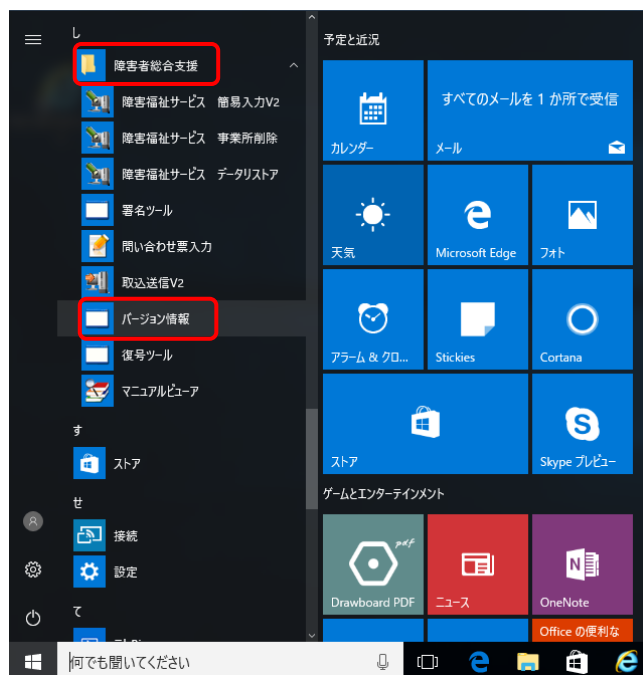 し
障害者総合支援
障害福祉サービス 簡易入力V2
障害福祉サービス 事業所削除
障害福祉サービス データリストア
署名ツール
問い合わせ票入力
取込送信V2
バージョン情報
復号ツール
マニュアルビューア
す
ストア
せ
接続
設定
て
何でも聞いてください
予定と近況
カレンダー
すべてのメールを 1 か所で受信
メール
天気
Microsoft Edge
フォト
アラーム & クロ...
Stickies
Cortana
ストア
Skype プレビュー
ゲームとエンターテインメント
pdf
Drawboard PDF
ニュース
N
OneNote
Office の便利な